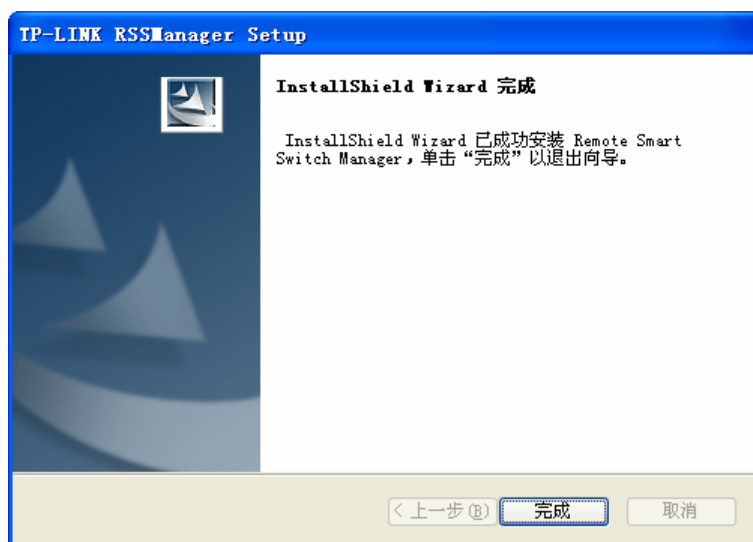 TP-LINK RSSManager Setup
InstallShield Wizard 完成
InstallShield Wizard 已成功安装 Remote Smart
Switch Manager，单击“完成”以退出向导。
< 上一步(B)
完成
取消